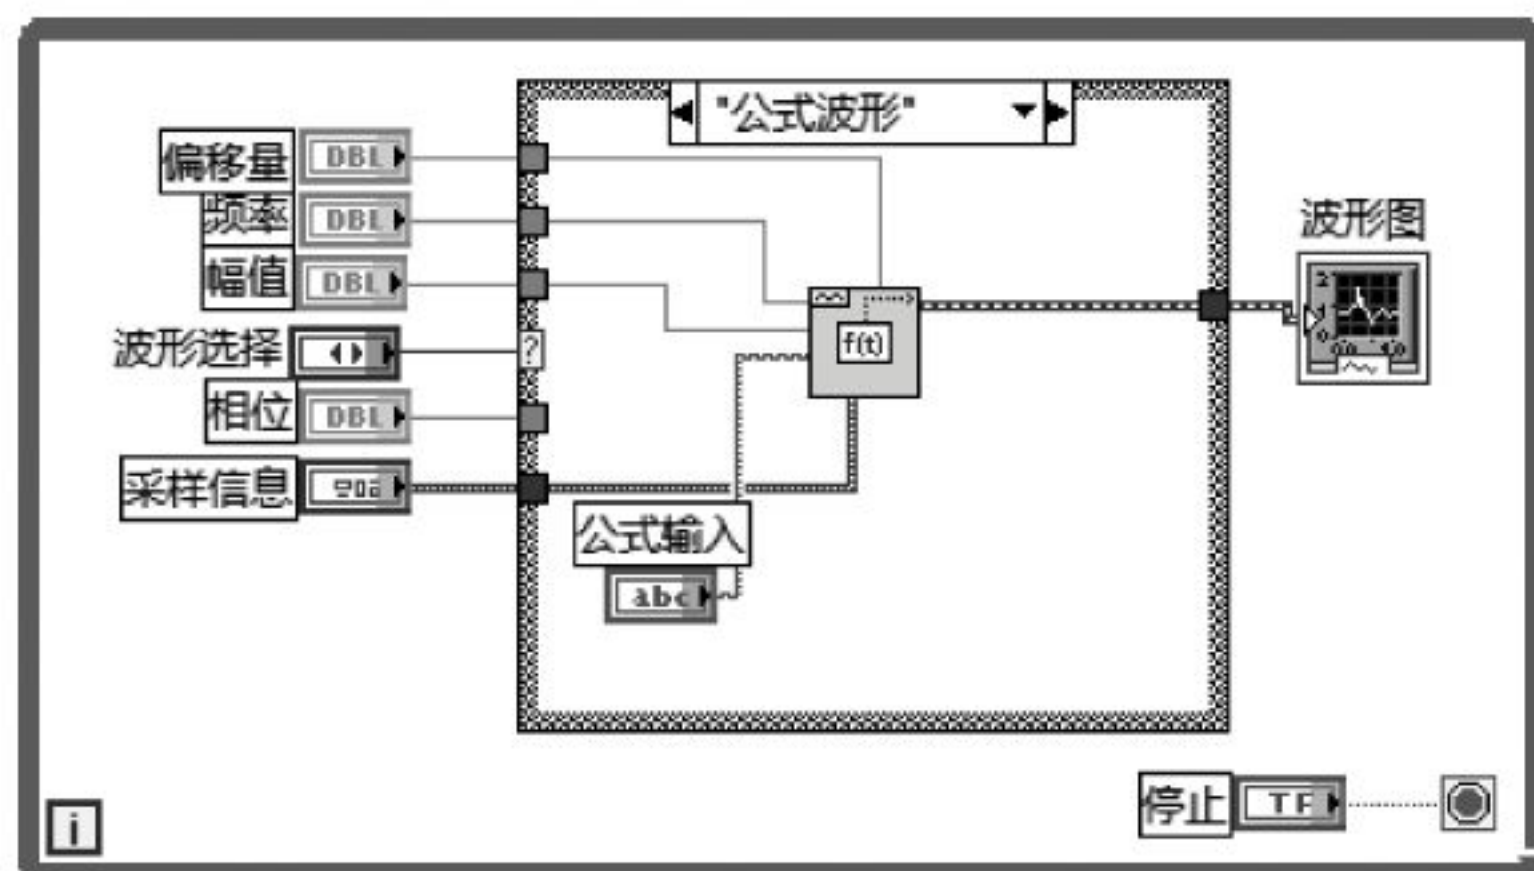 "公式波形"
偏移量 DBL
频率 DBL
幅值 DBL
波形选择
?
相位 DBL
采样信息
f(t)
公式输入
abc
波形图
停止 TF
i